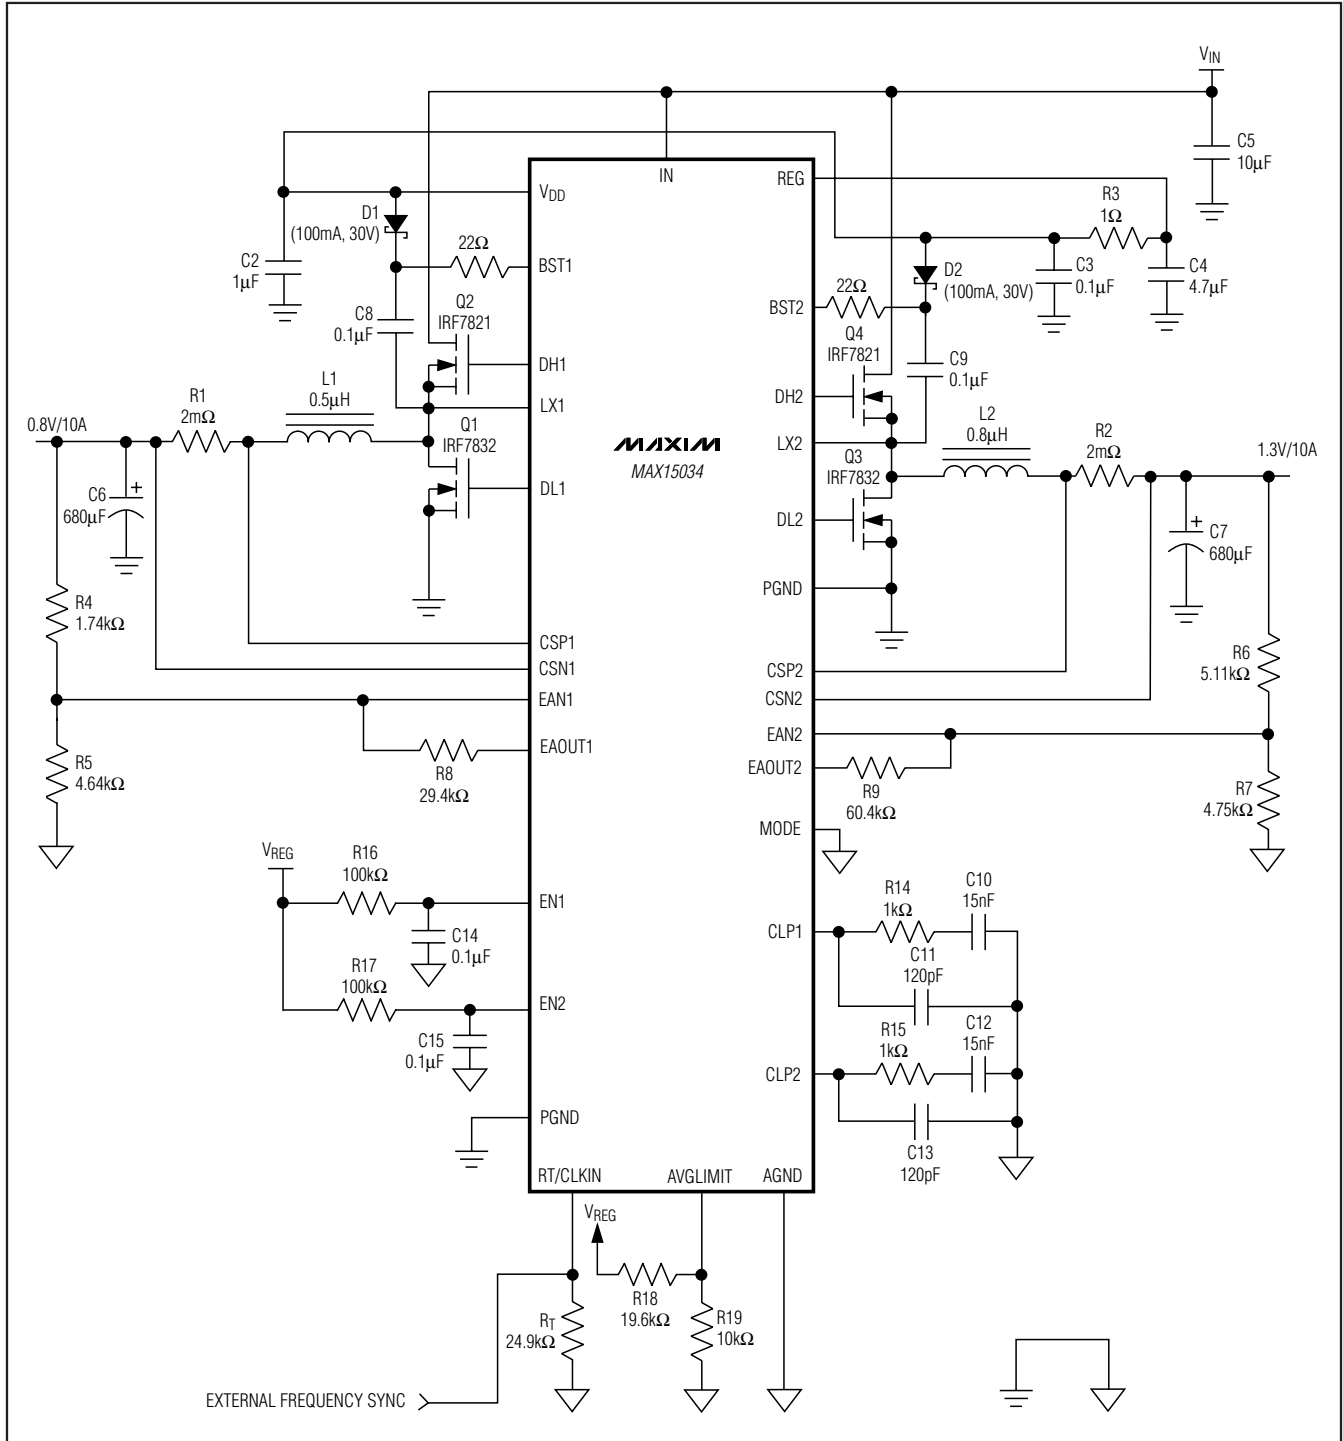 VIN
C5
10µF
IN
REG
VDD
R3
1Ω
D1
(100mA, 30V)
22Ω
C2
1µF
BST1
D2
(100mA, 30V)
C3
0.1µF
C4
4.7µF
22Ω
BST2
Q2
IRF7821
C8
0.1µF
Q4
IRF7821
DH1
C9
0.1µF
L1
0.5µH
R1
2mΩ
DH2
LX1
0.8V/10A
Q1
IRF7832
MAXIM
MAX15034
LX2
L2
0.8µH
R2
2mΩ
1.3V/10A
Q3
IRF7832
DL1
C6
680µF
+
DL2
+
C7
680µF
PGND
R4
1.74kΩ
CSP1
CSN1
CSP2
R6
5.11kΩ
EAN1
CSN2
EAN2
EAOUT1
R5
4.64kΩ
R8
29.4kΩ
EAOUT2
R9
60.4kΩ
R7
4.75kΩ
MODE
VREG
R16
100kΩ
EN1
R14
1kΩ
C10
15nF
CLP1
C14
0.1µF
C11
120pF
R17
100kΩ
EN2
R15
1kΩ
C12
15nF
C15
0.1µF
CLP2
PGND
C13
120pF
RT/CLKIN
AVGLIMIT
AGND
VREG
R18
19.6kΩ
RT
24.9kΩ
R19
10kΩ
EXTERNAL FREQUENCY SYNC